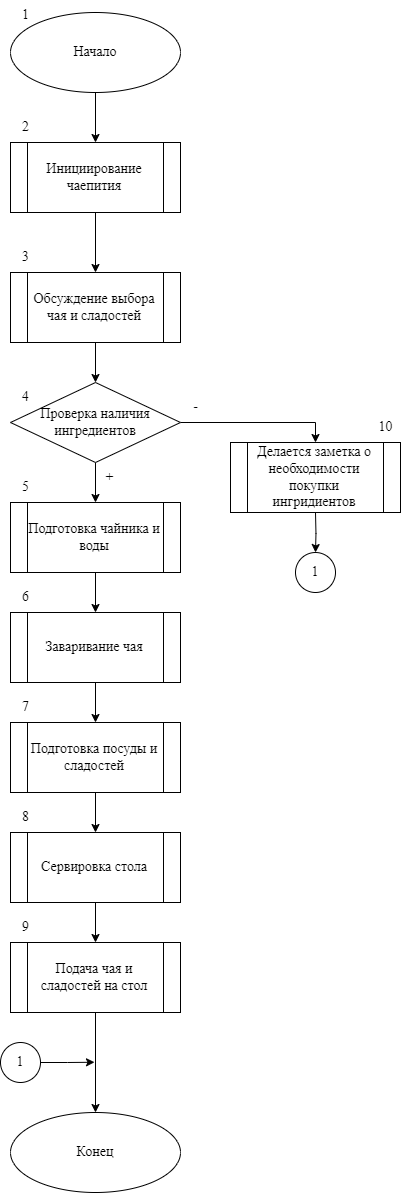 1
Начало
2
Инициирование
чаепития
3
Обсуждение выбора
чая и сладостей
4
Проверка наличия
ингредиентов
-
+
10
Делается заметка о
необходимости
покупки
ингридиентов
1
5
Подготовка чайника и
воды
6
Заваривание чая
7
Подготовка посуды и
сладостей
8
Сервировка стола
9
Подача чая и
сладостей на стол
1
Конец